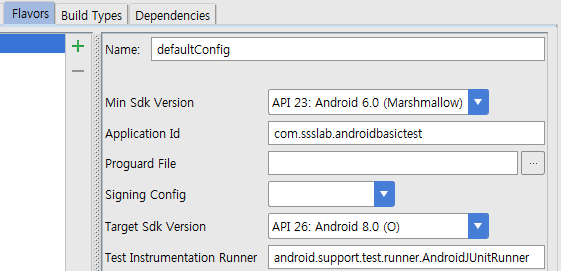 Flavors Build Types Dependencies
Name: defaultConfig
Min Sdk Version API 23: Android 6.0 (Marshmallow)
Application Id com.ssslab.androidbasictest
Proguard File ...
Signing Config
Target Sdk Version API 26: Android 8.0 (O)
Test Instrumentation Runner android.support.test.runner.AndroidJUnitRunner